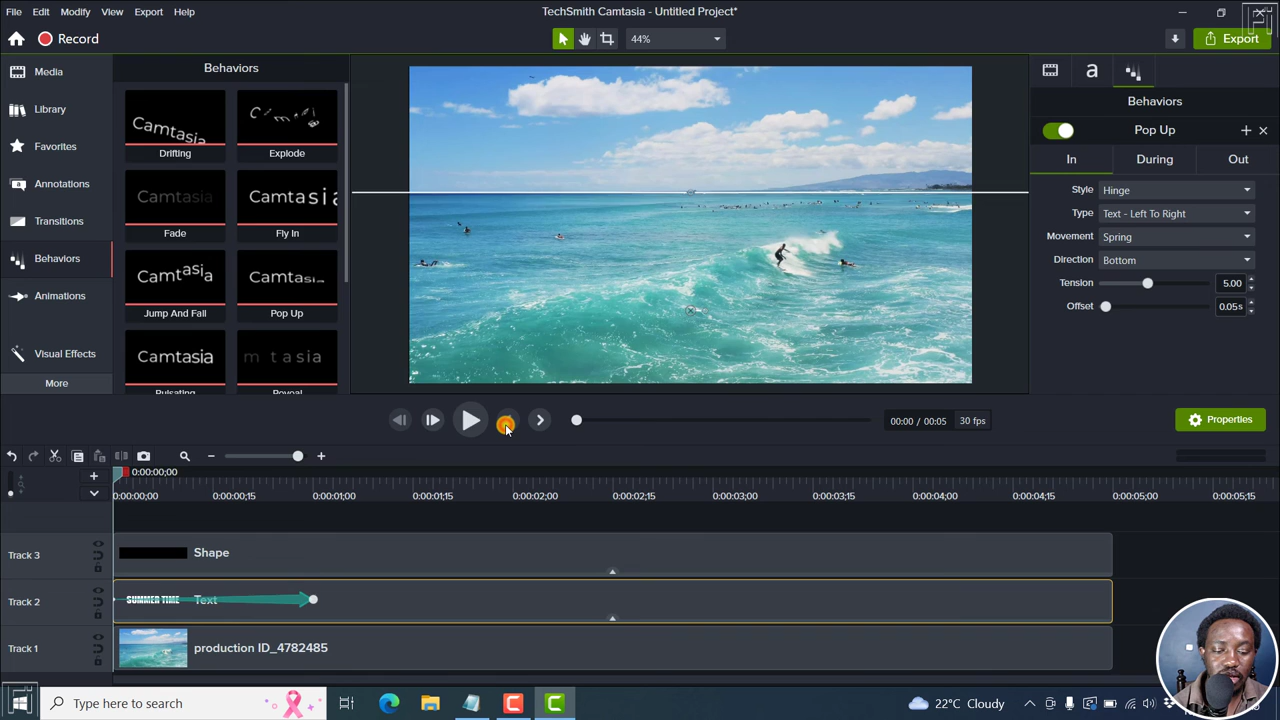 TechSmith Camtasia - Untitled Project*
File Edit Modify View Export Help
Record
44%
Export
Media
Library
Favorites
Annotations
Transitions
Behaviors
Animations
Visual Effects
More
Behaviors
Camtasia
Drifting
Explode
Camtasia
Fade
Camtasia
Fly In
Camtasia
Jump And Fall
Camtasia
Pop Up
Camtasia
Pulsating
m t a s i a
Reveal
Behaviors
Pop Up
In During Out
Style Hinge
Type Text - Left To Right
Movement Spring
Direction Bottom
Tension 5.00
Offset 0.05s
00:00 / 00:05 30 fps
Properties
0:00:00;00
0:00:00;00 0:00:00;15 0:00:01;00 0:00:01;15 0:00:02;00 0:00:02;15 0:00:03;00 0:00:03;15 0:00:04;00 0:00:04;15 0:00:05;00 0:00:05;15
Track 3 Shape
Track 2 SUMMER TIME Text
Track 1 production ID_4782485
Type here to search
22°C Cloudy